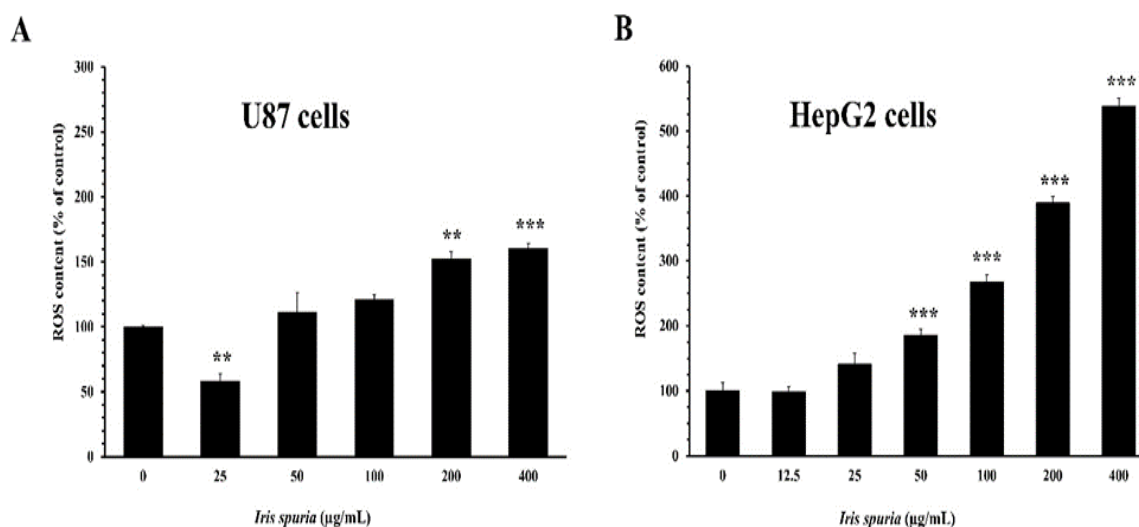 A
ROS content (% of control)
300
250
200
150
100
50
0
U87 cells
**
**
***
0 25 50 100 200 400
Iris spuria (µg/mL)
B
ROS content (% of control)
600
500
400
300
200
100
0
HepG2 cells
***
***
***
***
0 12.5 25 50 100 200 400
Iris spuria (µg/mL)